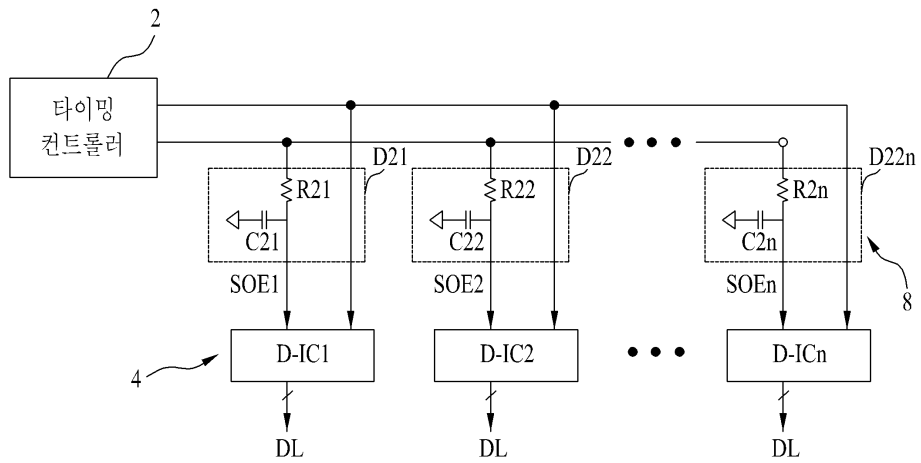 2
타이밍
컨트롤러
D21
D22
D22n
R21
R22
R2n
C21
C22
C2n
SOE1
SOE2
SOEn
8
4
D-IC1
D-IC2
D-ICn
DL
DL
DL